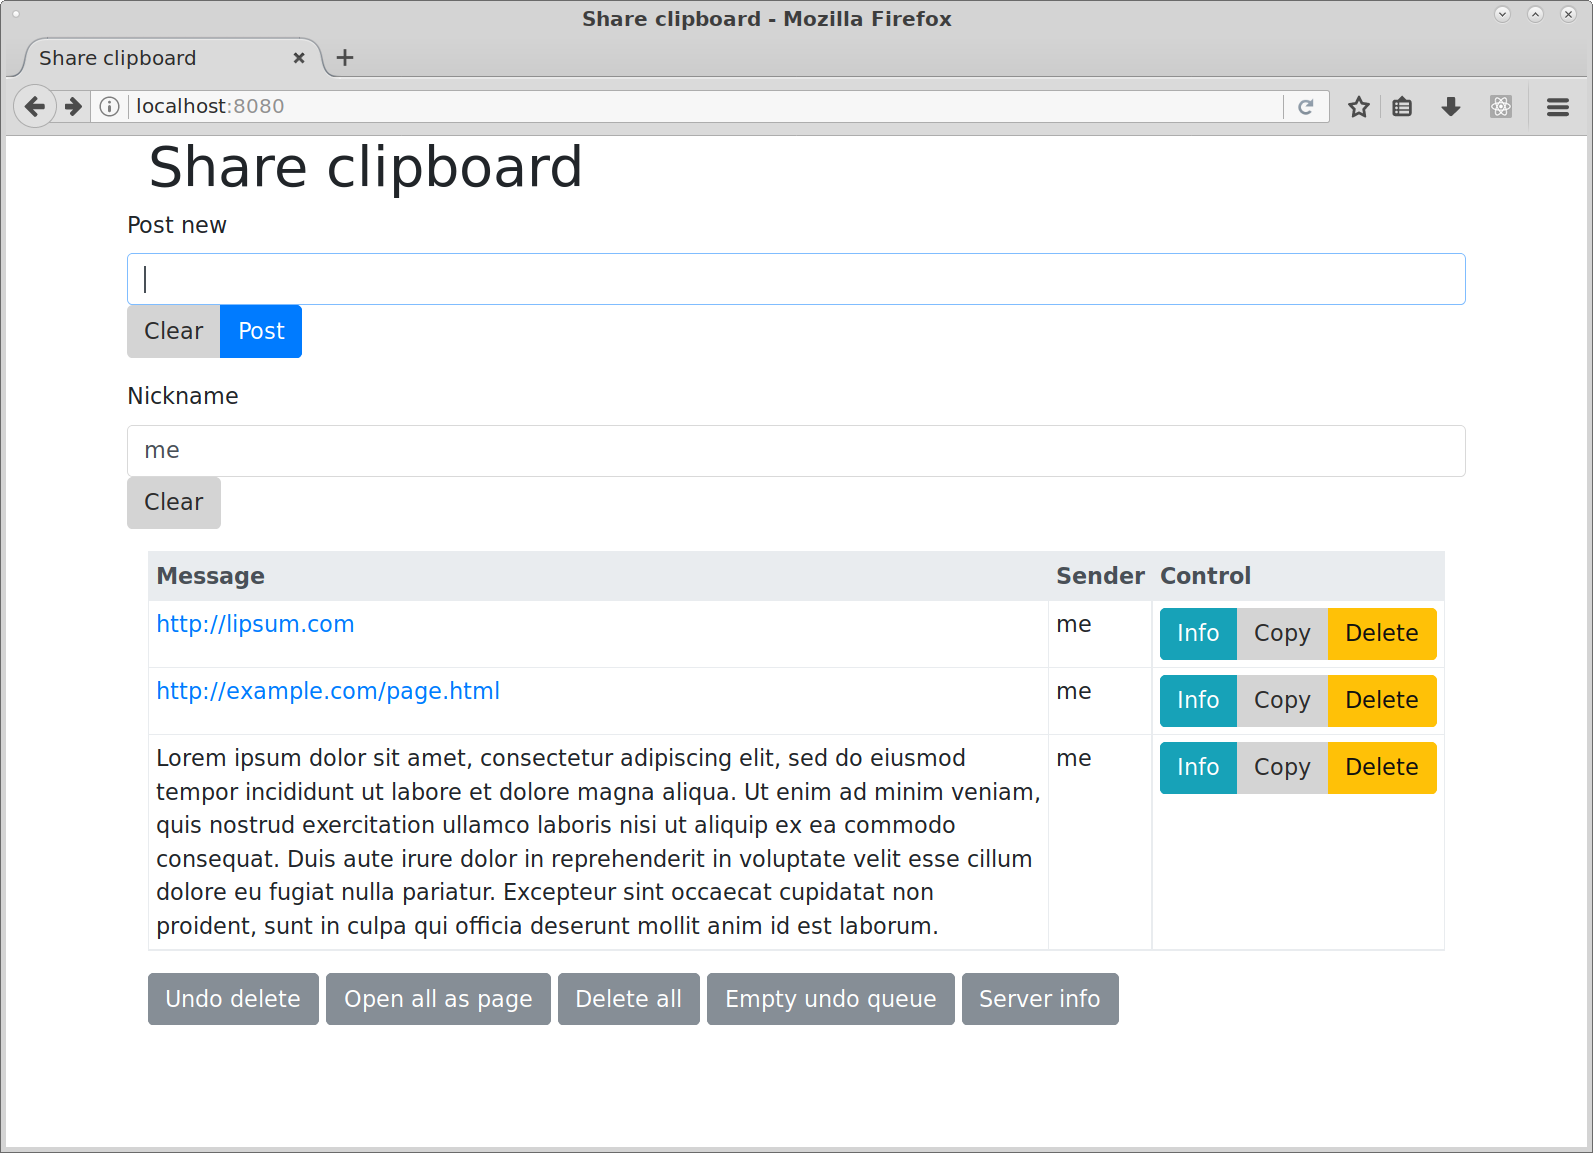 Share clipboard - Mozilla Firefox
Share clipboard
localhost:8080
Share clipboard
Post new
Clear Post
Nickname
me
Clear
Message Sender Control
http://lipsum.com me Info Copy Delete
http://example.com/page.html me Info Copy Delete
Lorem ipsum dolor sit amet, consectetur adipiscing elit, sed do eiusmod me Info Copy Delete
tempor incididunt ut labore et dolore magna aliqua. Ut enim ad minim veniam,
quis nostrud exercitation ullamco laboris nisi ut aliquip ex ea commodo
consequat. Duis aute irure dolor in reprehenderit in voluptate velit esse cillum
dolore eu fugiat nulla pariatur. Excepteur sint occaecat cupidatat non
proident, sunt in culpa qui officia deserunt mollit anim id est laborum.
Undo delete Open all as page Delete all Empty undo queue Server info